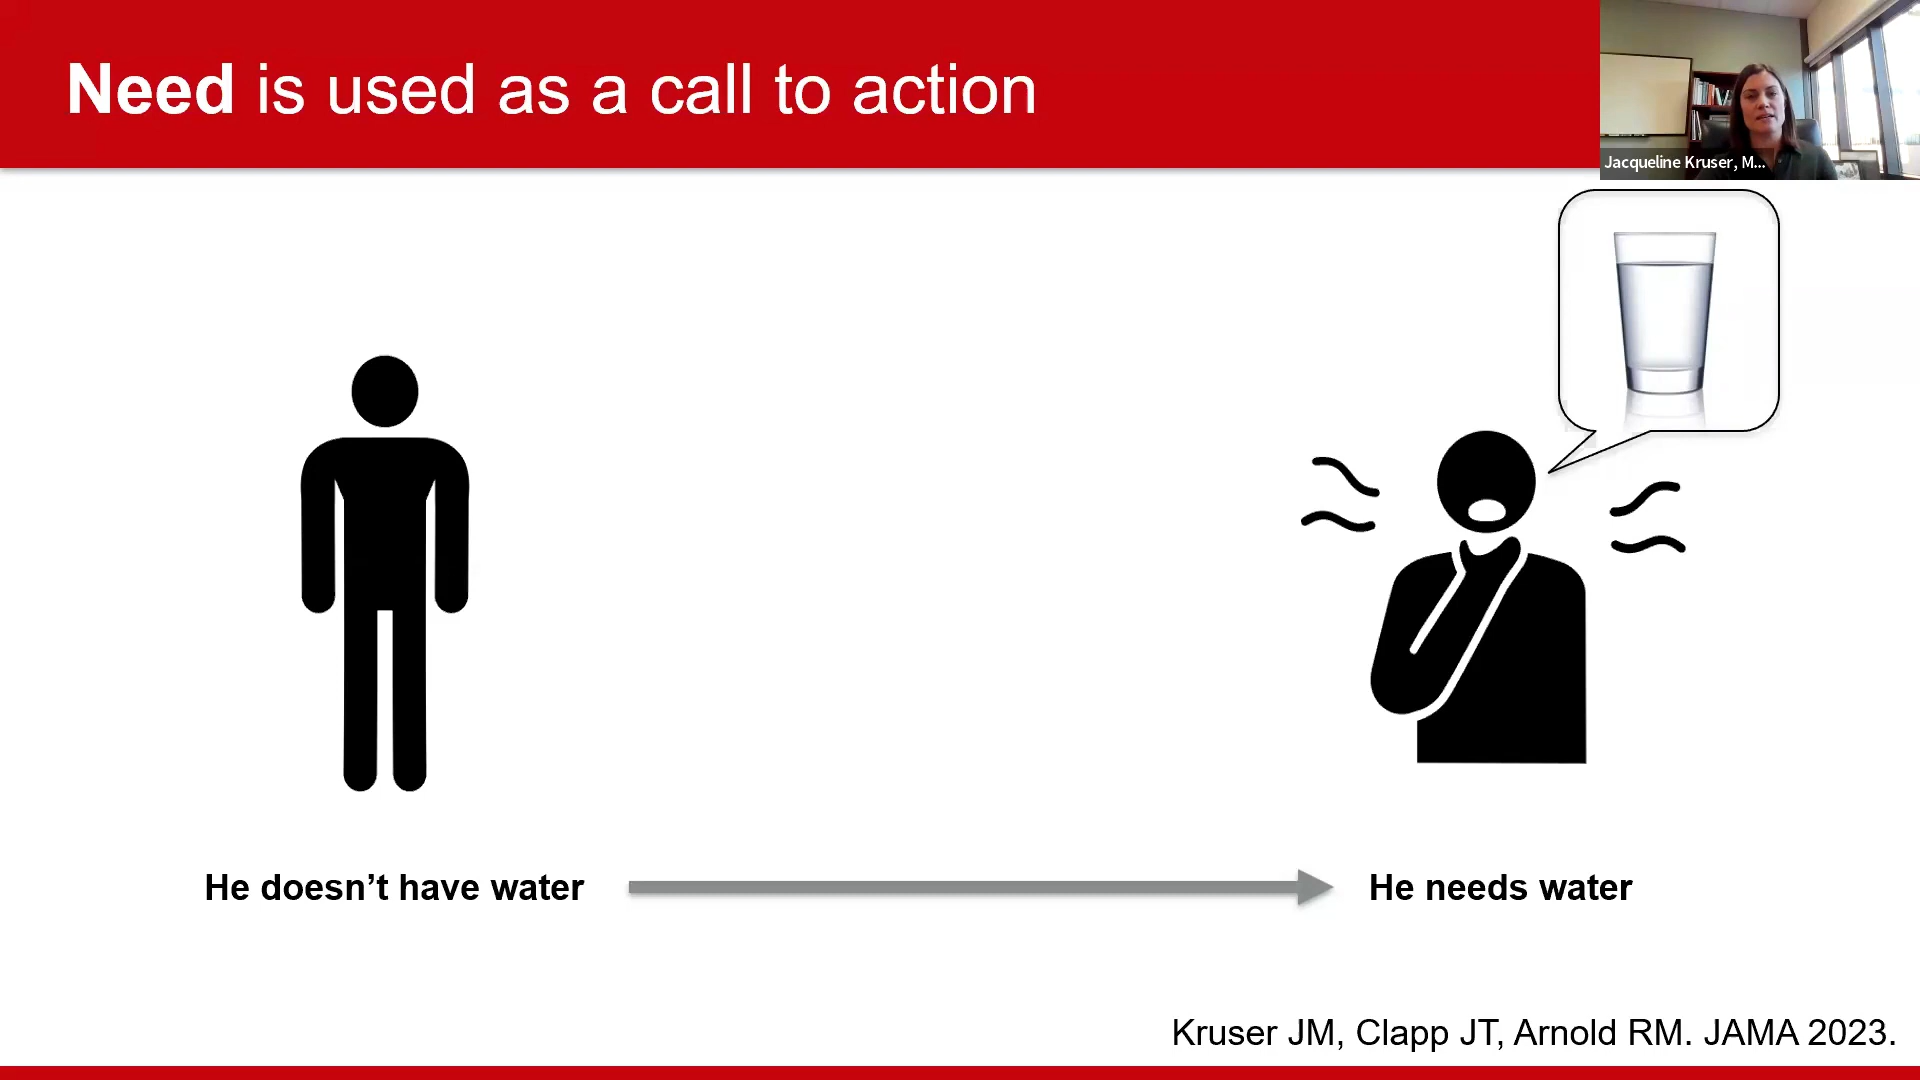 Need is used as a call to action
Jacqueline Kruser, M...
He doesn’t have water
He needs water
Kruser JM, Clapp JT, Arnold RM. JAMA 2023.